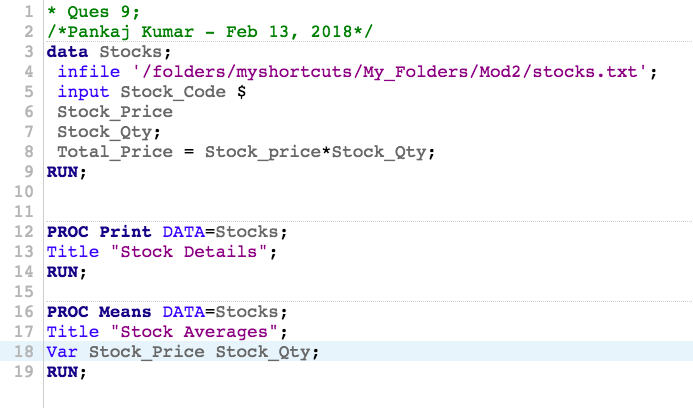 1 * Ques 9;
2 /*Pankaj Kumar - Feb 13, 2018*/
3 data Stocks;
4 infile '/folders/myshortcuts/My_Folders/Mod2/stocks.txt';
5 input Stock_Code $
6 Stock_Price
7 Stock_Qty;
8 Total_Price = Stock_price*Stock_Qty;
9 RUN;
10
11
12 PROC Print DATA=Stocks;
13 Title "Stock Details";
14 RUN;
15
16 PROC Means DATA=Stocks;
17 Title "Stock Averages";
18 Var Stock_Price Stock_Qty;
19 RUN;